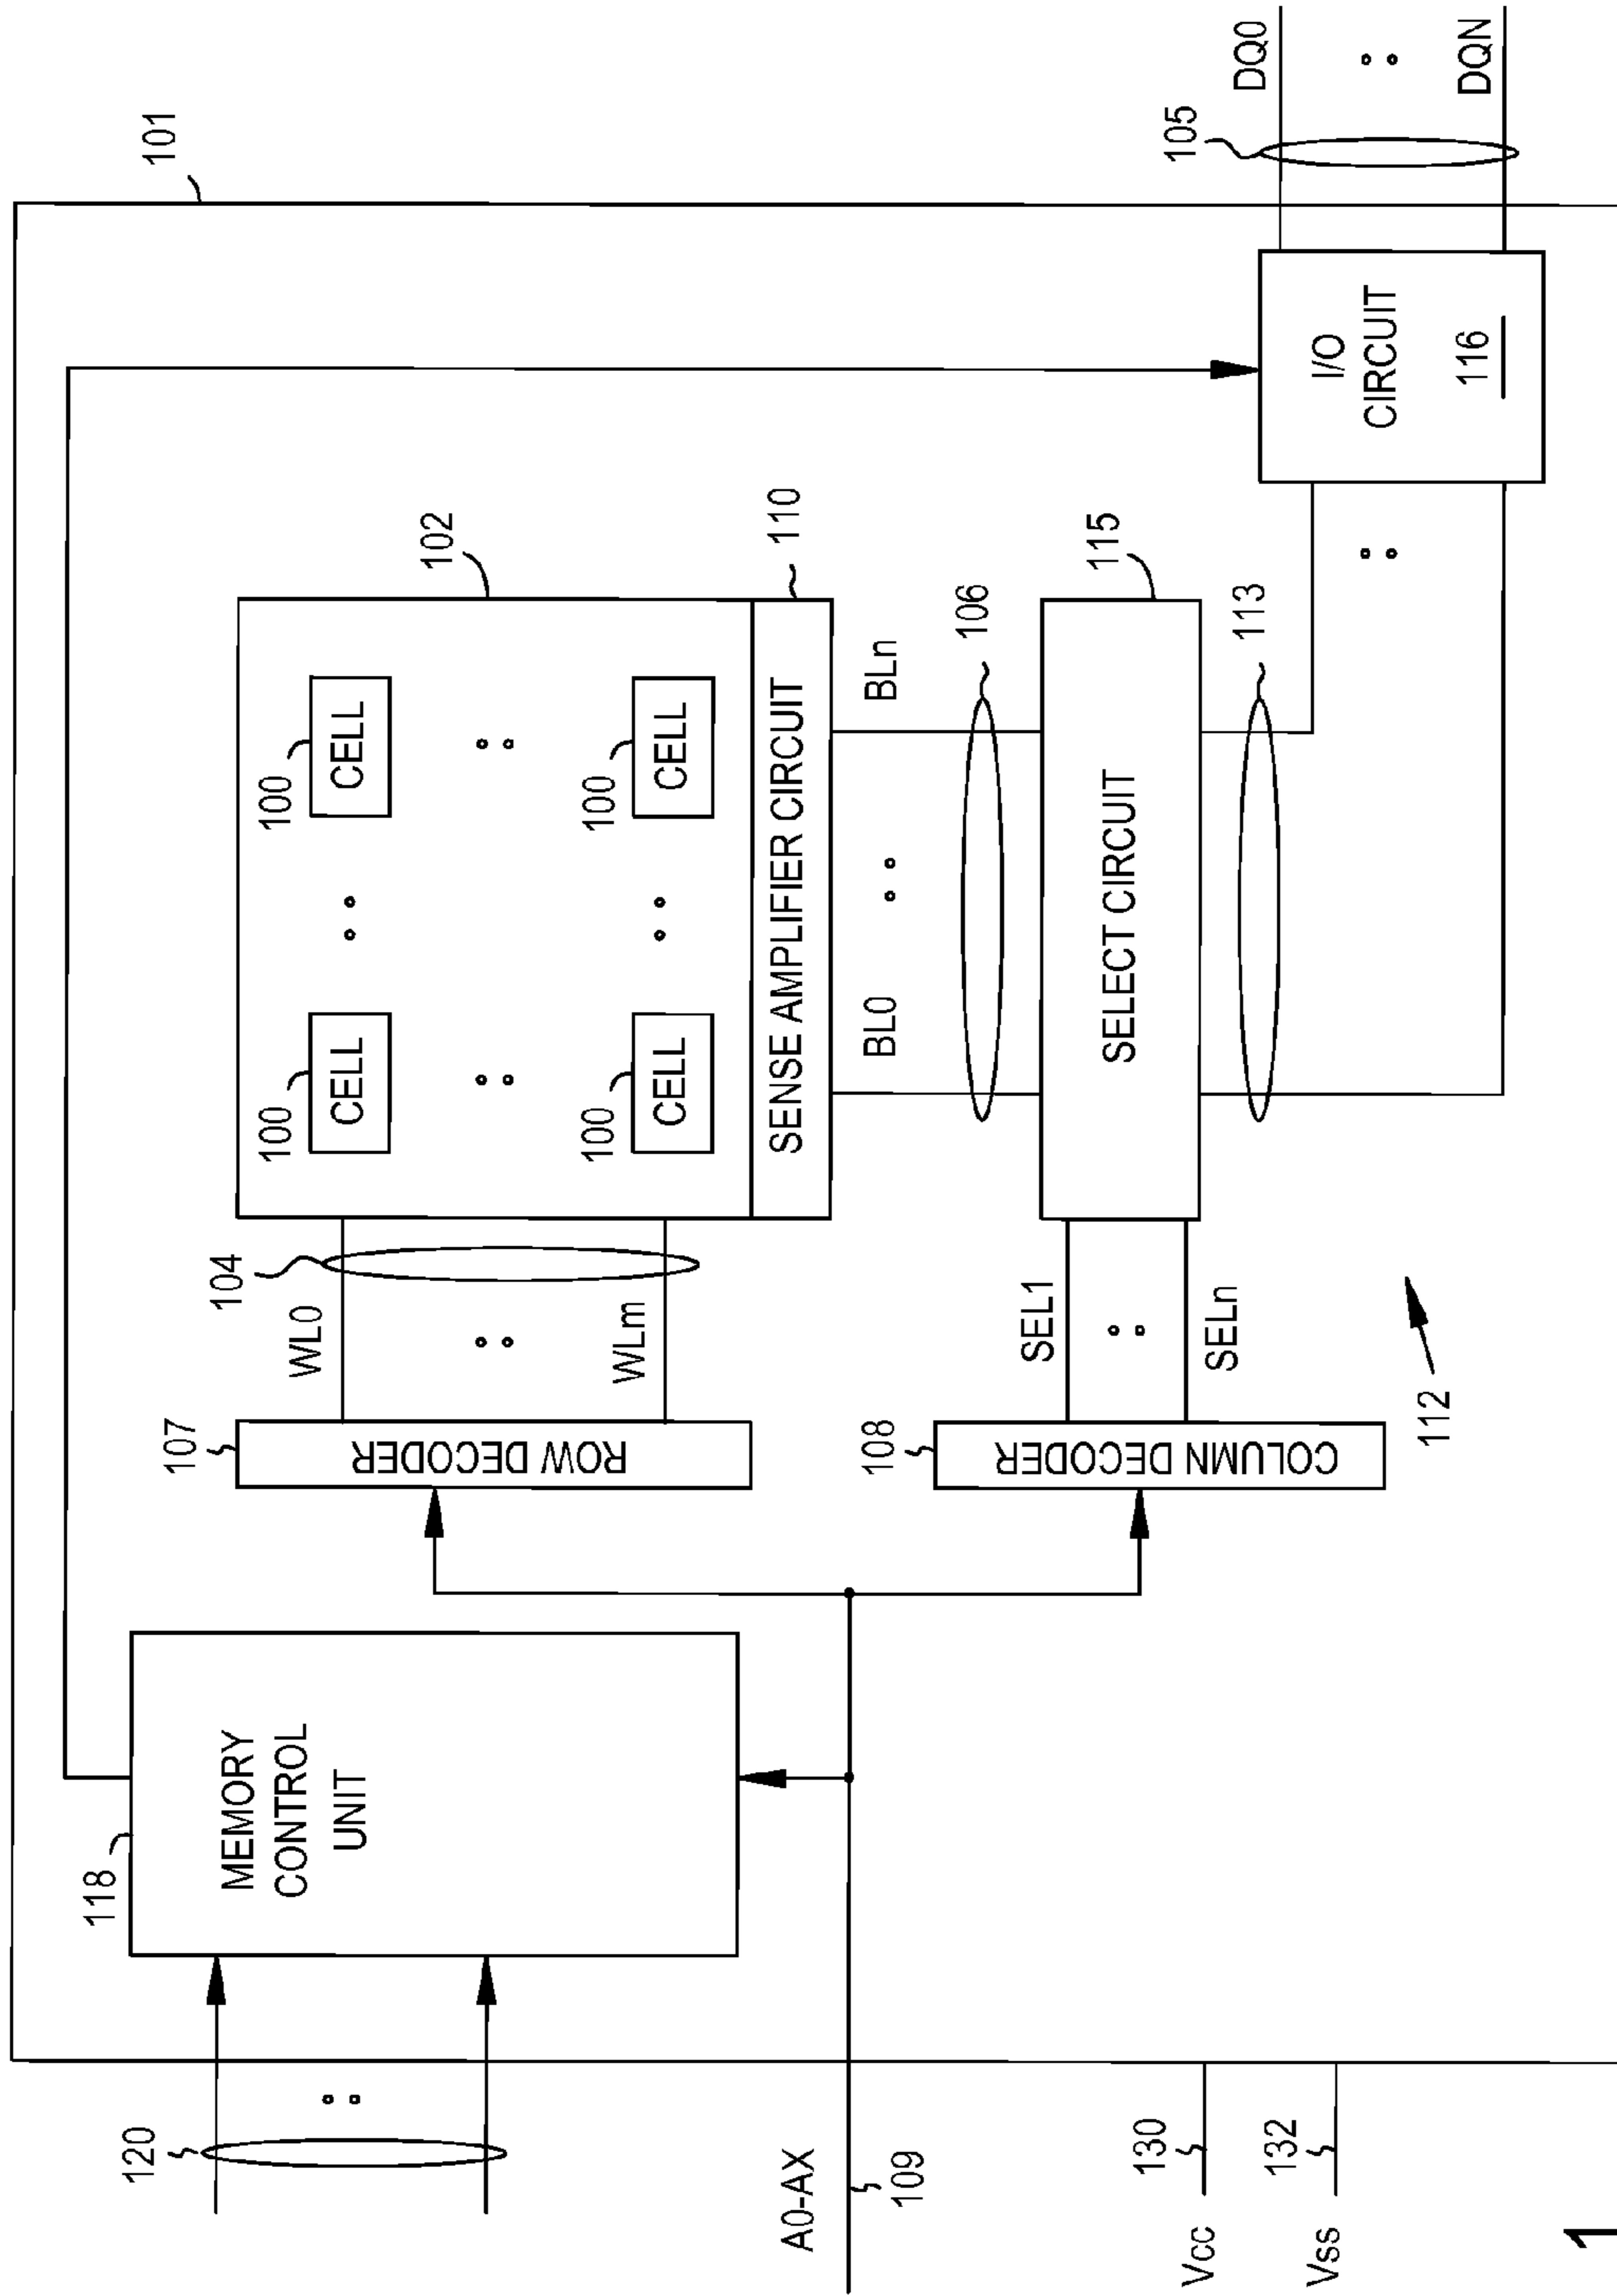 101
118
MEMORY
CONTROL
UNIT
120
102
100
CELL
100
CELL
100
CELL
100
CELL
104
WL0
WLm
107
ROW DECODER
SENSE AMPLIFIER CIRCUIT
110
A0-AX
109
BL0
BLn
106
108
COLUMN DECODER
SEL1
SELn
SELECT CIRCUIT
115
113
112
105
DQ0
DQN
I/O
CIRCUIT
116
Vcc
130
Vss
132
1